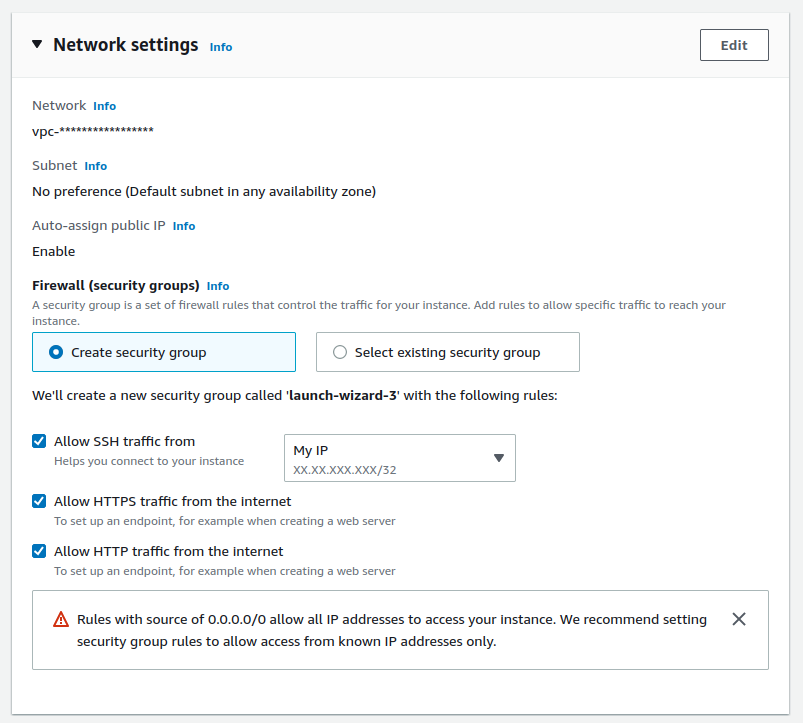 Network settings Info
Edit
Network Info
vpc-*****************
Subnet Info
No preference (Default subnet in any availability zone)
Auto-assign public IP Info
Enable
Firewall (security groups) Info
A security group is a set of firewall rules that control the traffic for your instance. Add rules to allow specific traffic to reach your
instance.
Create security group
Select existing security group
We'll create a new security group called 'launch-wizard-3' with the following rules:
Allow SSH traffic from
Helps you connect to your instance
My IP
XX.XX.XXX.XXX/32
Allow HTTPS traffic from the internet
To set up an endpoint, for example when creating a web server
Allow HTTP traffic from the internet
To set up an endpoint, for example when creating a web server
Rules with source of 0.0.0.0/0 allow all IP addresses to access your instance. We recommend setting
security group rules to allow access from known IP addresses only.